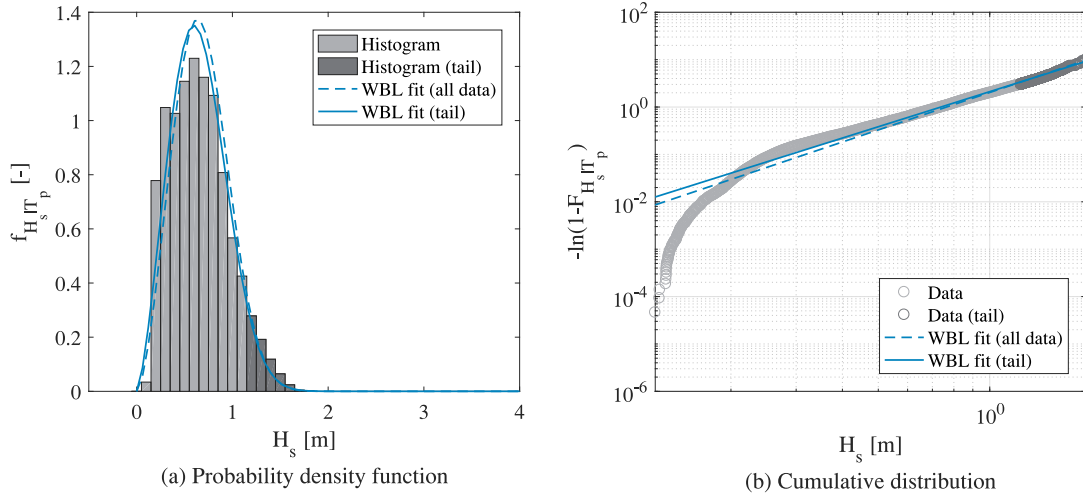 1.4
1.2
1
0.8
0.6
0.4
0.2
0
f_{H_s|T_p} [-]
0 1 2 3 4
H_s [m]
Histogram
Histogram (tail)
WBL fit (all data)
WBL fit (tail)
(a) Probability density function
10^2
10^0
10^{-2}
10^{-4}
10^{-6}
-ln(1-F_{H_s|T_p})
10^0
H_s [m]
Data
Data (tail)
WBL fit (all data)
WBL fit (tail)
(b) Cumulative distribution